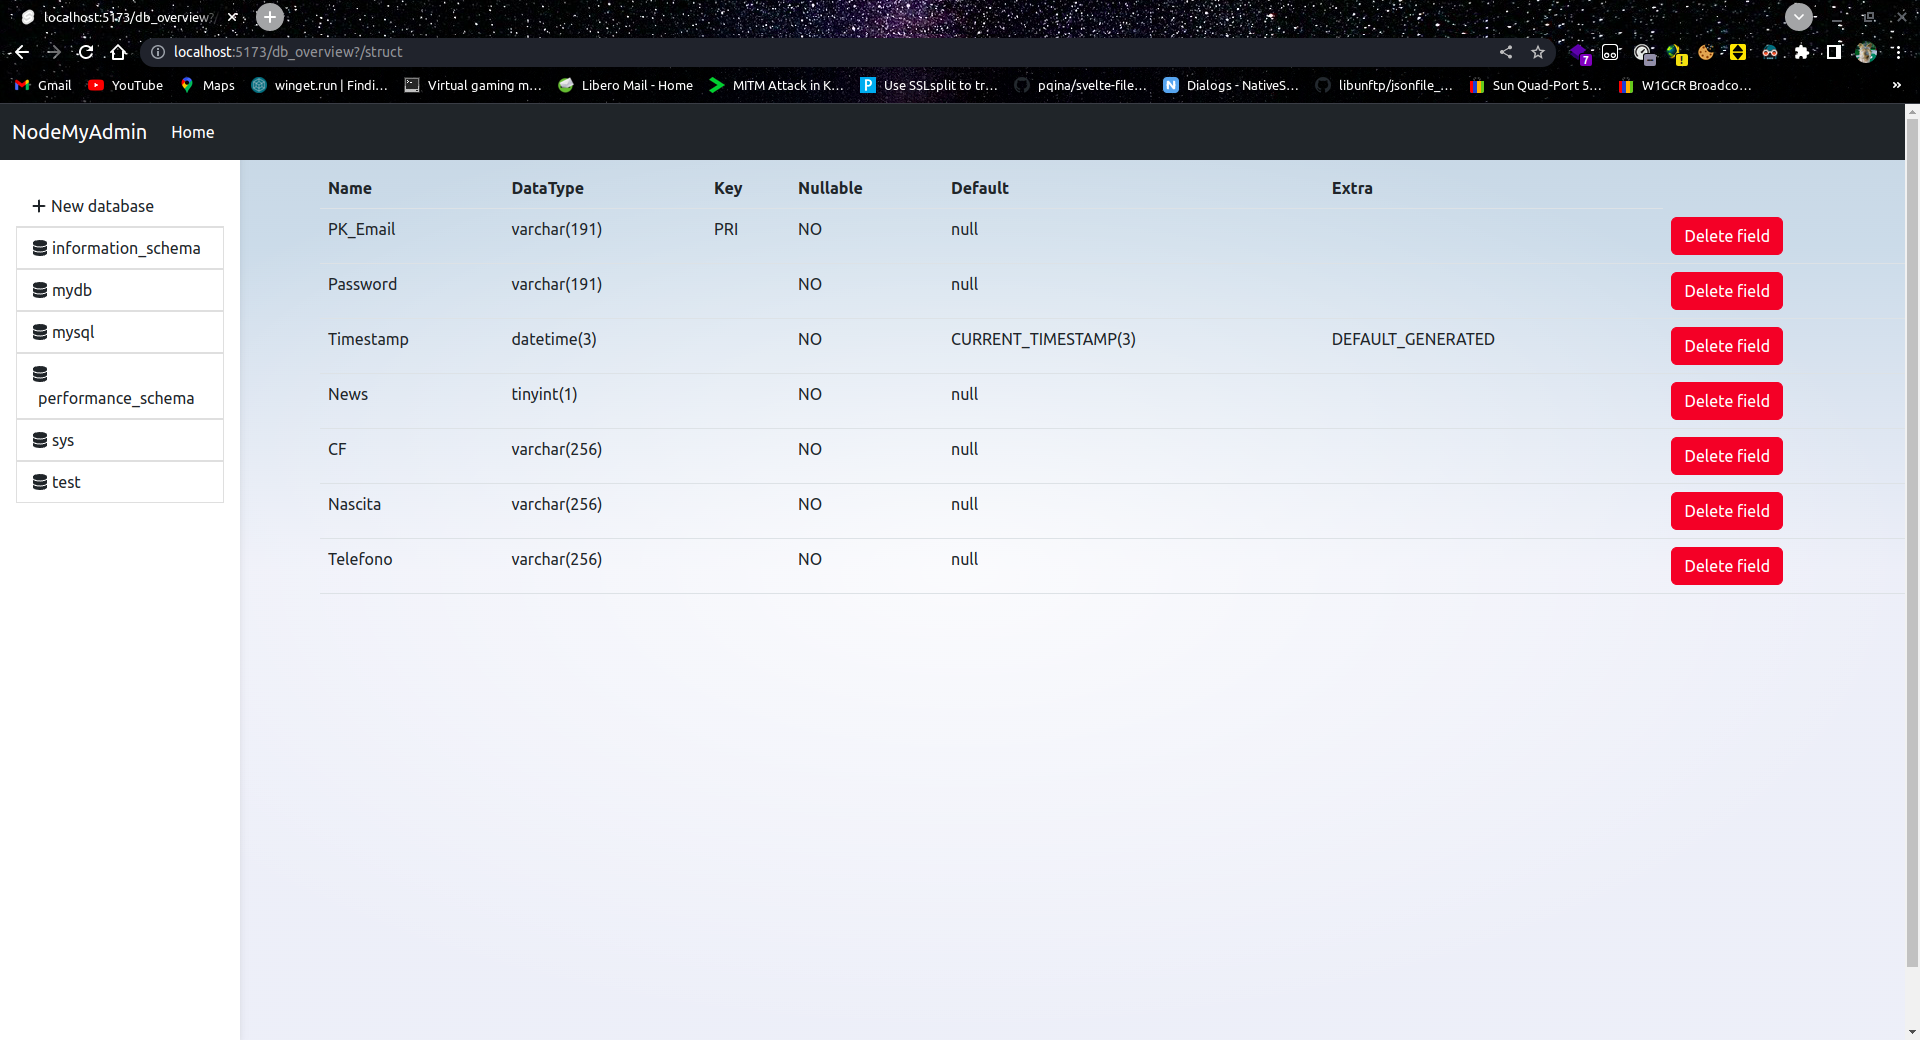 localhost:5173/db_overview?/
localhost:5173/db_overview?/struct
7
!
Gmail YouTube Maps winget.run | Findi... Virtual gaming m... Libero Mail - Home MITM Attack in K... Use SSLsplit to tr... pqina/svelte-file... Dialogs - NativeS... libunftp/jsonfile_... Sun Quad-Port 5... W1GCR Broadco... »
NodeMyAdmin Home
+ New database
information_schema
mydb
mysql
performance_schema
sys
test
Name DataType Key Nullable Default Extra
PK_Email varchar(191) PRI NO null Delete field
Password varchar(191) NO null Delete field
Timestamp datetime(3) NO CURRENT_TIMESTAMP(3) DEFAULT_GENERATED Delete field
News tinyint(1) NO null Delete field
CF varchar(256) NO null Delete field
Nascita varchar(256) NO null Delete field
Telefono varchar(256) NO null Delete field